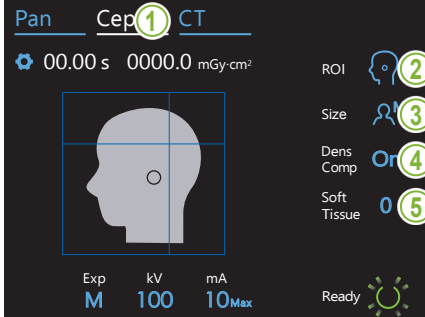 Pan Cep 1 CT
00.00 s 0000.0 mGy·cm²
ROI 2
Size M 3
Dens
Comp On 4
Soft
Tissue 0 5
Exp kV mA
M 100 10Max
Ready